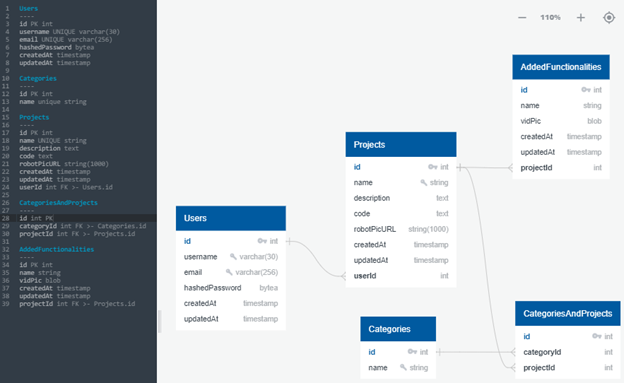 1 Users
2 ----
3 id PK int
4 username UNIQUE varchar(30)
5 email UNIQUE varchar(256)
6 hashedPassword bytea
7 createdAt timestamp
8 updatedAt timestamp
9
10 Categories
11 ----
12 id PK int
13 name unique string
14
15 Projects
16 ----
17 id PK int
18 name UNIQUE string
19 description text
20 code text
21 robotPicURL string(1000)
22 createdAt timestamp
23 updatedAt timestamp
24 userId int FK >- Users.id
25
26 CategoriesAndProjects
27 ----
28 id int PK
29 categoryId int FK >- Categories.id
30 projectId int FK >- Projects.id
31
32 AddedFunctionalities
33 ----
34 id PK int
35 name string
36 vidPic blob
37 createdAt timestamp
38 updatedAt timestamp
39 projectId int FK >- Projects.id
110%
Users
id int
username varchar(30)
email varchar(256)
hashedPassword bytea
createdAt timestamp
updatedAt timestamp
Projects
id int
name string
description text
code text
robotPicURL string(1000)
createdAt timestamp
updatedAt timestamp
userId int
Categories
id int
name string
AddedFunctionalities
id int
name string
vidPic blob
createdAt timestamp
updatedAt timestamp
projectId int
CategoriesAndProjects
id int
categoryId int
projectId int